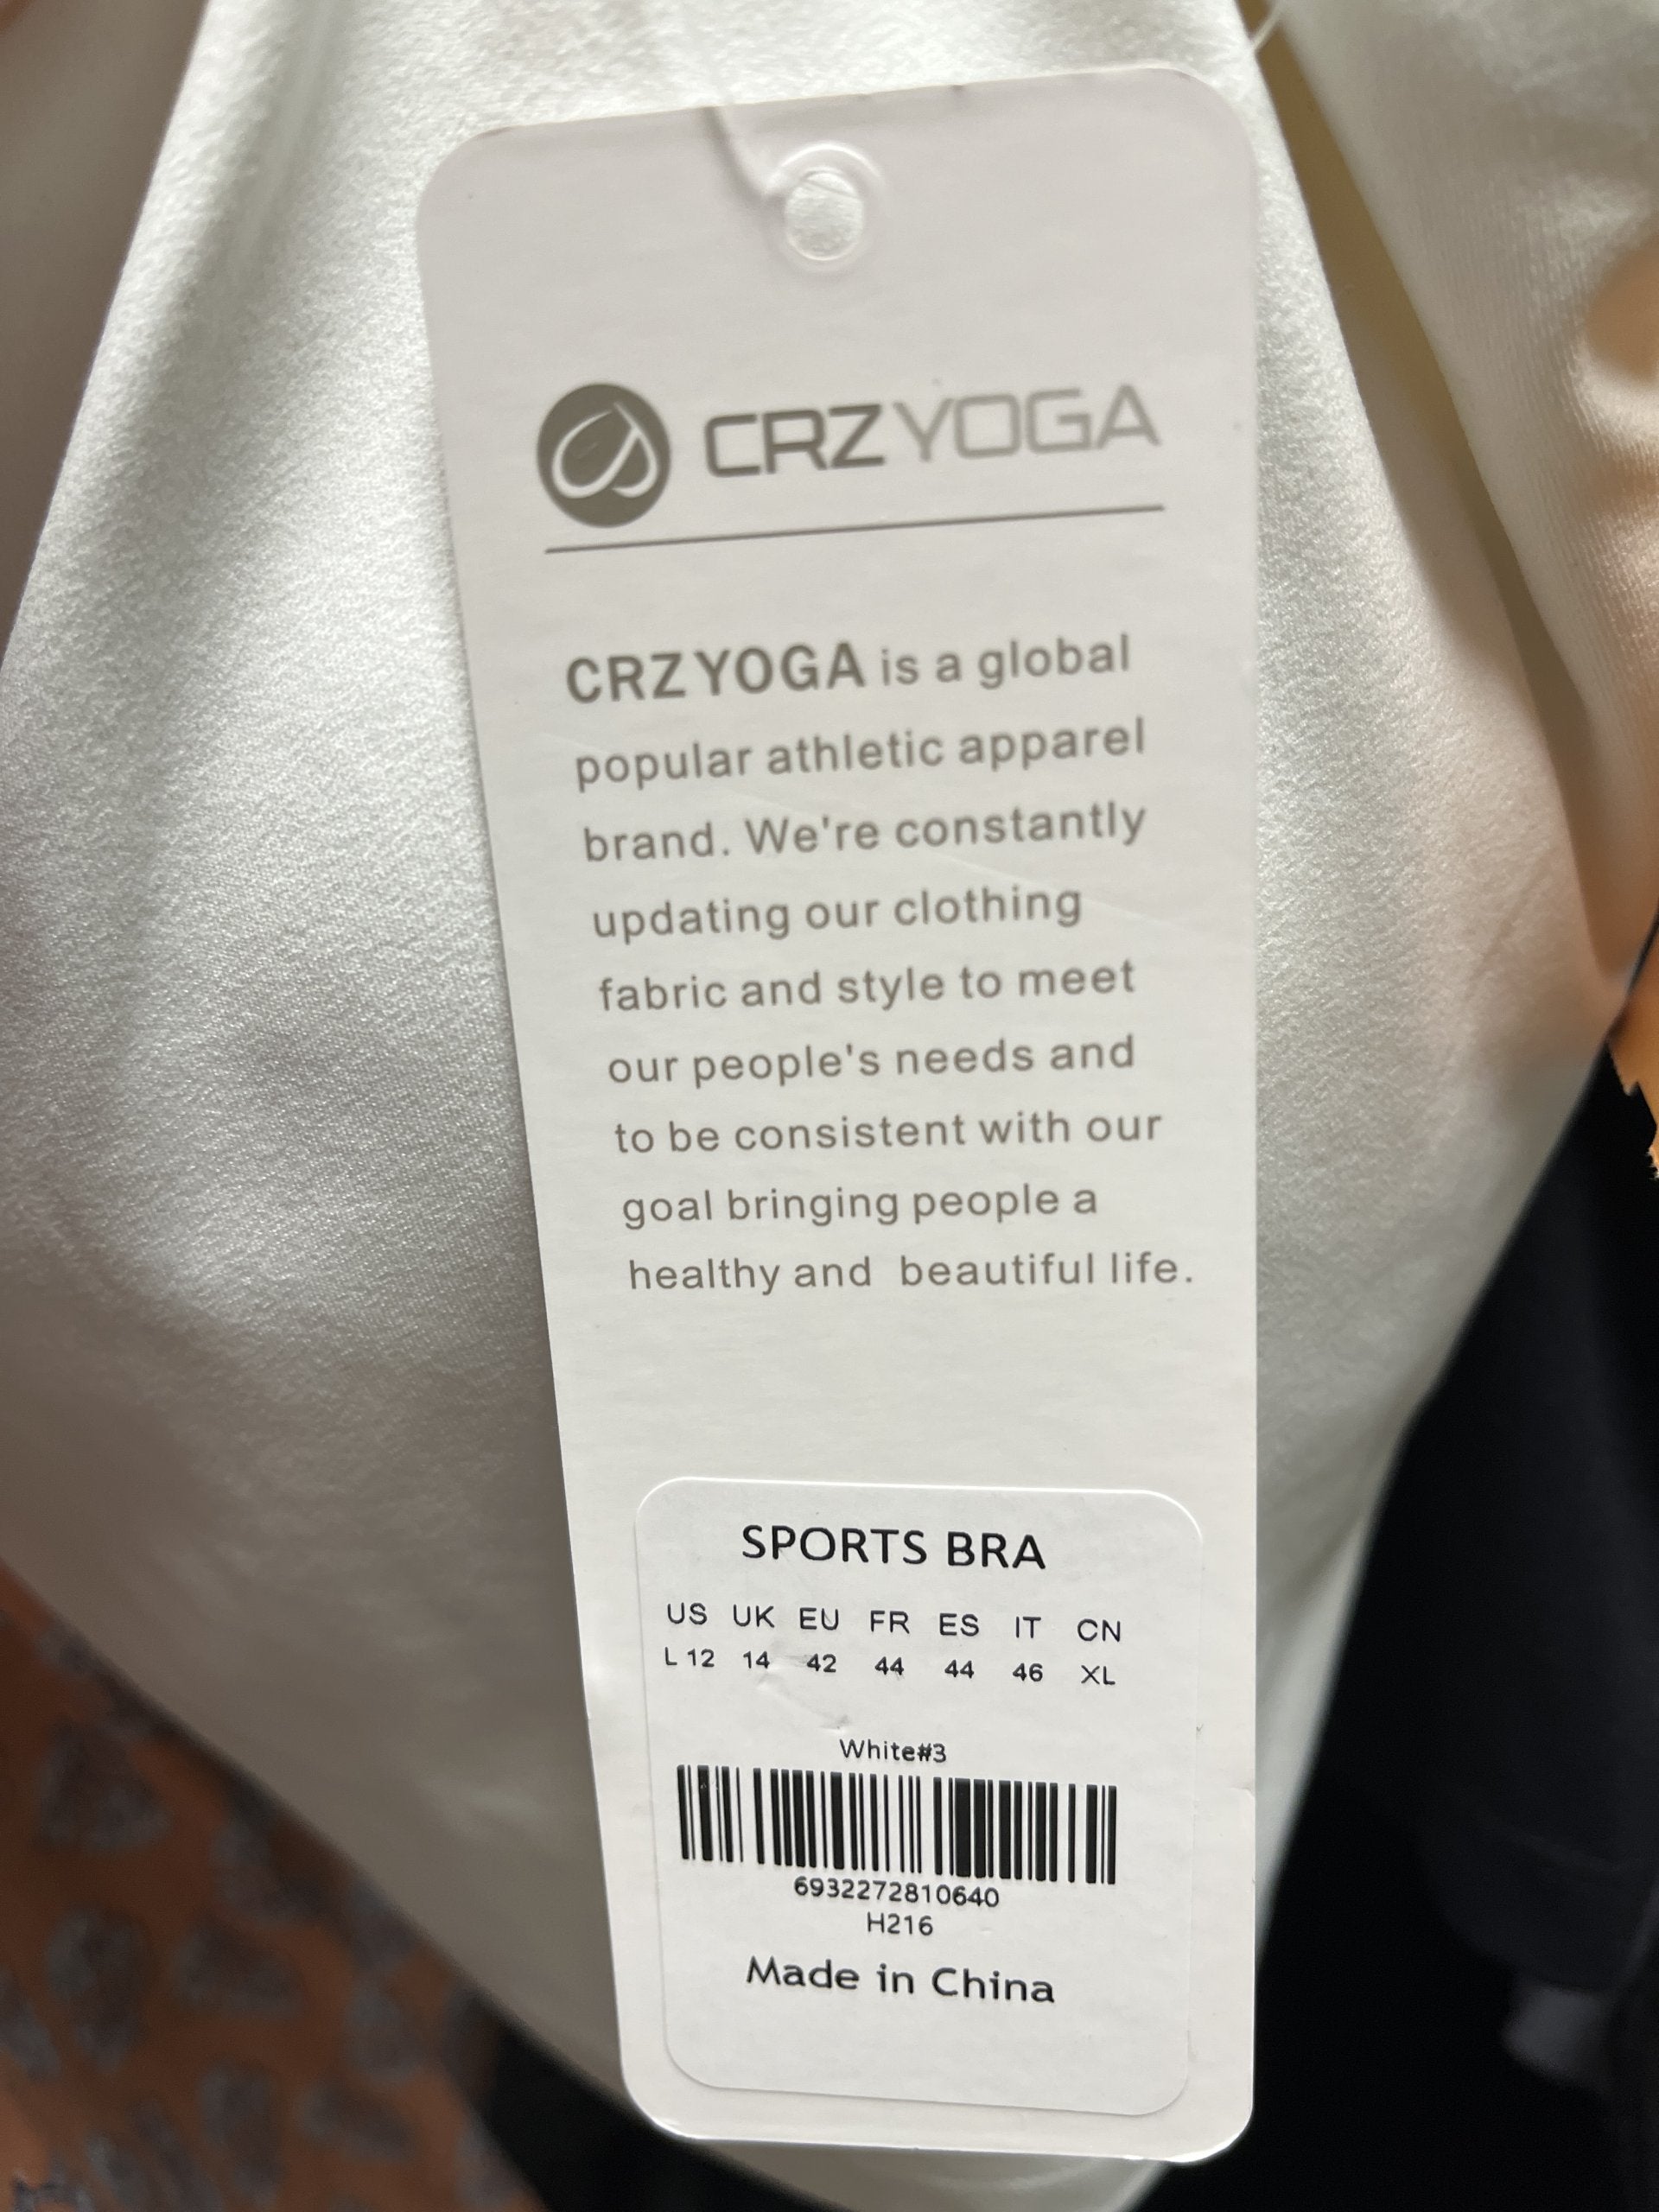 CRZYOGA
CRZ YOGA is a global
popular athletic apparel
brand. We're constantly
updating our clothing
fabric and style to meet
our people's needs and
to be consistent with our
goal bringing people a
healthy and beautiful life.
SPORTS BRA
US UK EU FR ES IT CN
L 12 14 42 44 44 46 XL
White#3
6932272810640
H216
Made in China